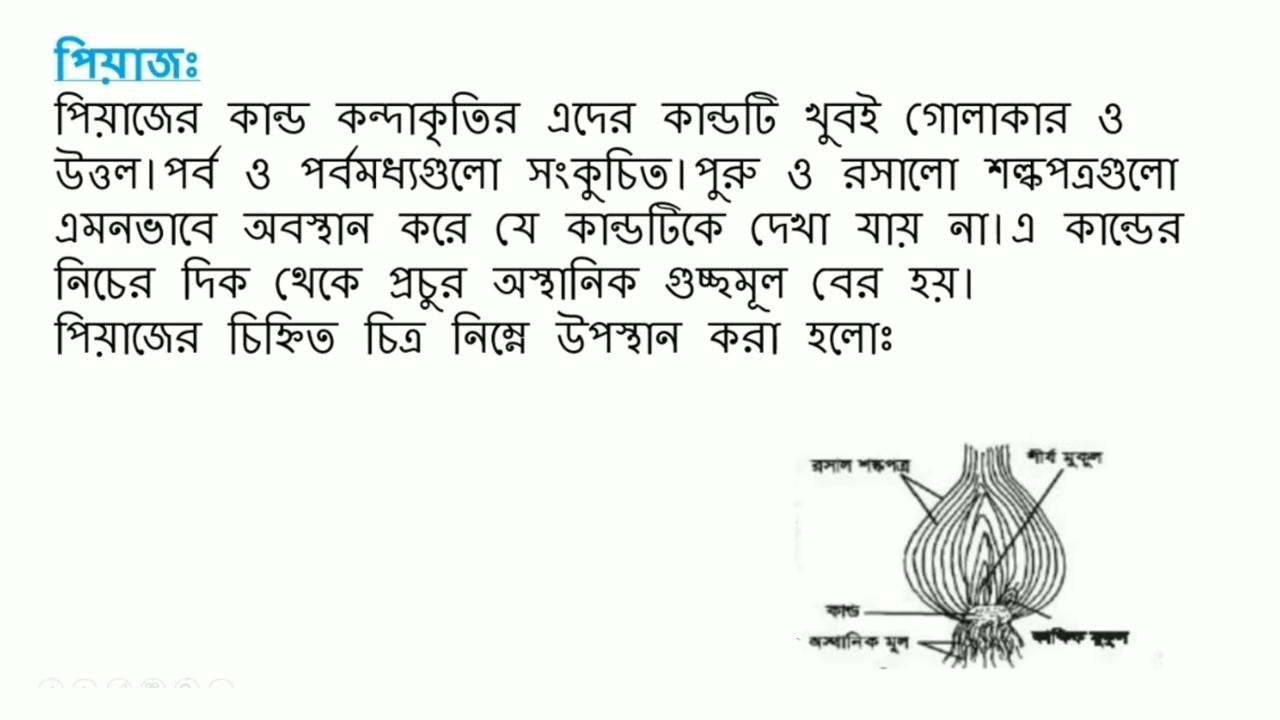 পিয়াজঃ
পিয়াজের কান্ড কন্দাকৃতির এদের কান্ডটি খুবই গোলাকার ও
উত্তল। পর্ব ও পর্বমধ্যগুলো সংকুচিত। পুরু ও রসালো শল্কপত্রগুলো
এমনভাবে অবস্থান করে যে কান্ডটিকে দেখা যায় না। এ কান্ডের
নিচের দিক থেকে প্রচুর অস্থানিক গুচ্ছমূল বের হয়।
পিয়াজের চিহ্নিত চিত্র নিম্নে উপস্থান করা হলোঃ
রসাল শল্কপত্র
শীর্ষ মুকুল
কাণ্ড
অস্থানিক মূল
কাক্ষিক মুকুল